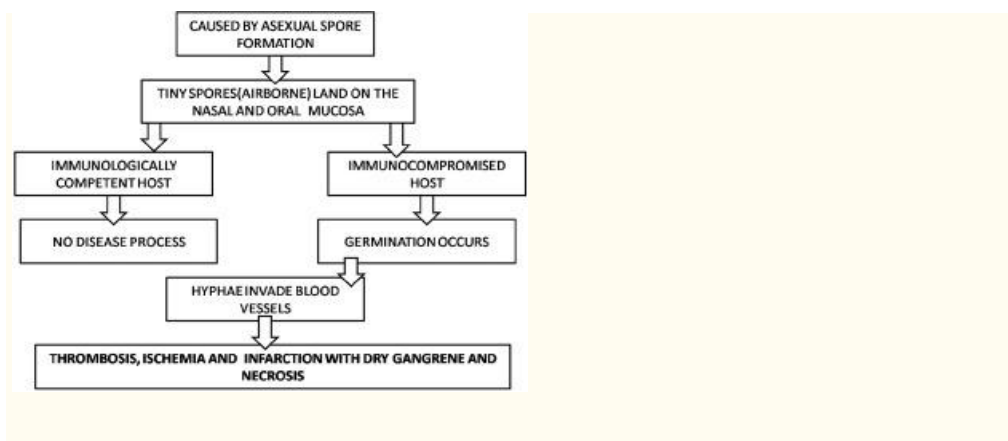 CAUSED BY ASEXUAL SPORE
FORMATION
TINY SPORES(AIRBORNE) LAND ON THE
NASAL AND ORAL MUCOSA
IMMUNOLOGICALLY
COMPETENT HOST
IMMUNOCOMPROMISED
HOST
NO DISEASE PROCESS
GERMINATION OCCURS
HYPHAE INVADE BLOOD
VESSELS
THROMBOSIS, ISCHEMIA AND INFARCTION WITH DRY GANGRENE AND
NECROSIS